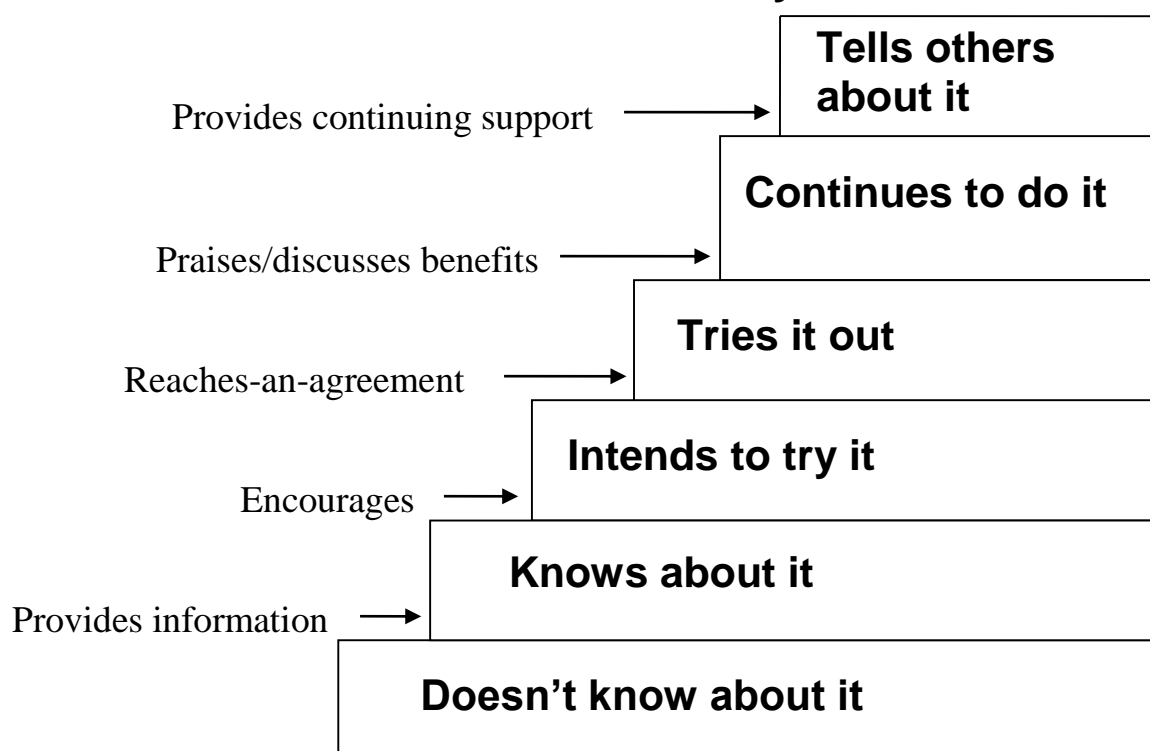 Tells others
about it
Provides continuing support
Continues to do it
Praises/discusses benefits
Tries it out
Reaches-an-agreement
Intends to try it
Encourages
Knows about it
Provides information
Doesn’t know about it